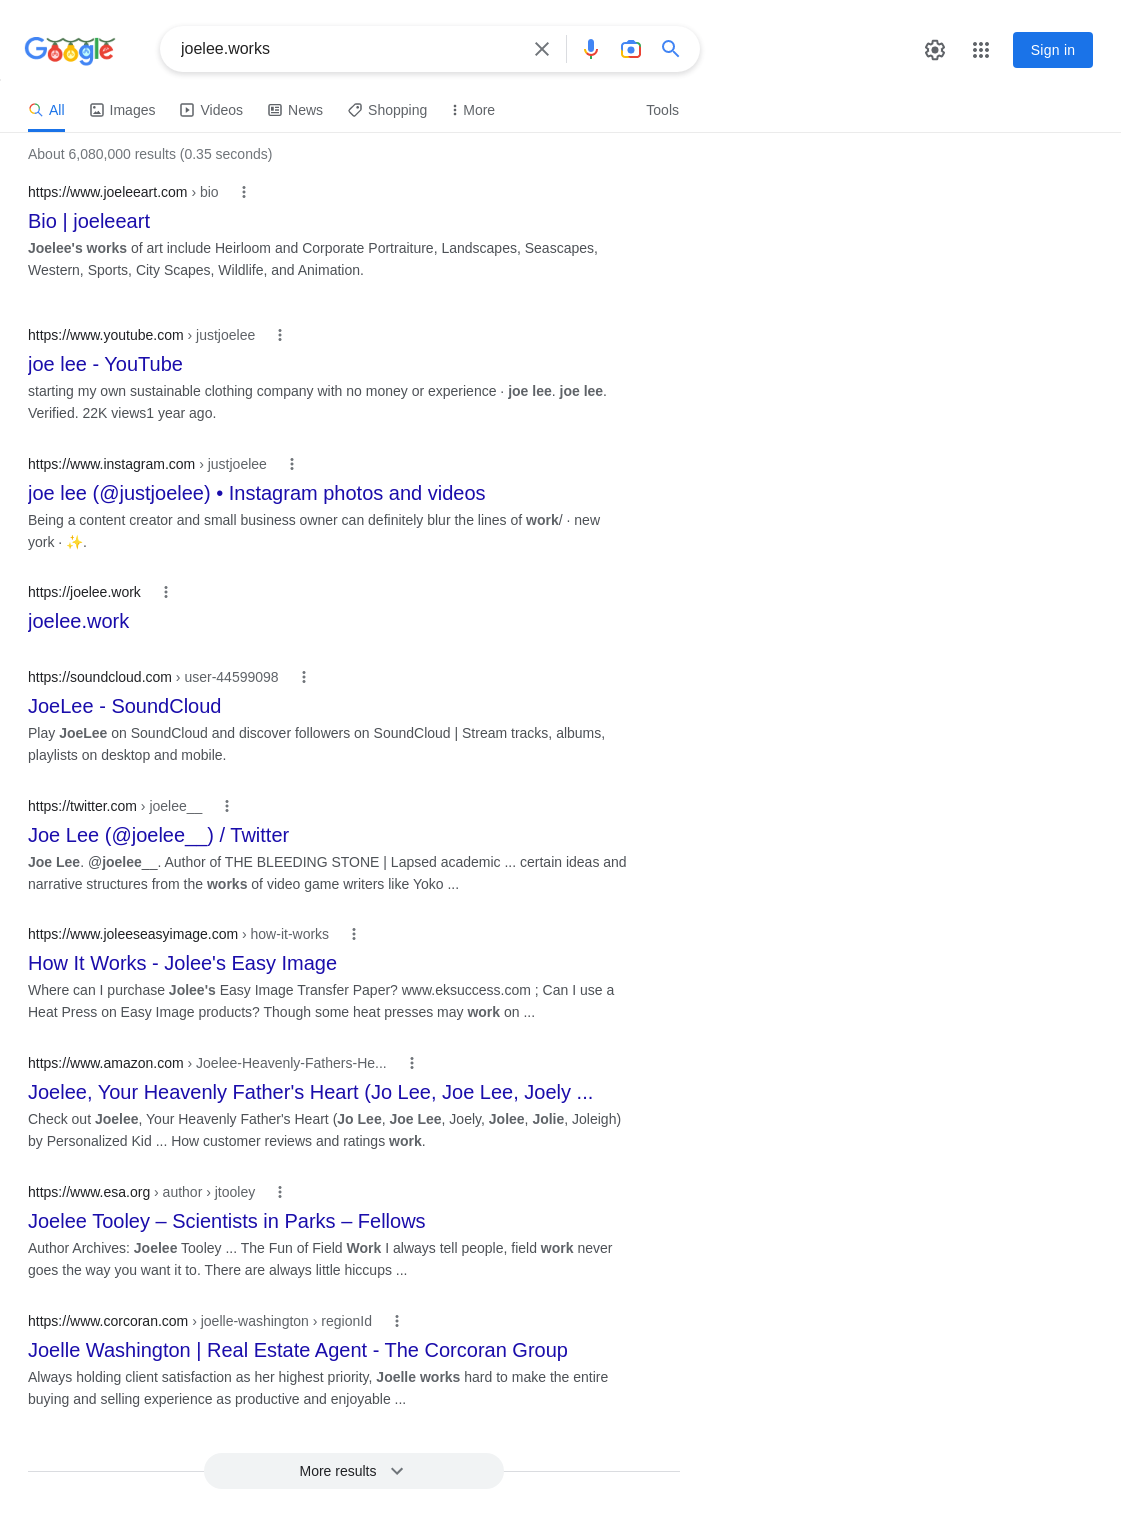 Google
joelee.works
Sign in
All Images Videos News Shopping More Tools
About 6,080,000 results (0.35 seconds)
https://www.joeleeart.com › bio
Bio | joeleeart
Joelee's works of art include Heirloom and Corporate Portraiture, Landscapes, Seascapes,
Western, Sports, City Scapes, Wildlife, and Animation.
https://www.youtube.com › justjoelee
joe lee - YouTube
starting my own sustainable clothing company with no money or experience · joe lee. joe lee.
Verified. 22K views1 year ago.
https://www.instagram.com › justjoelee
joe lee (@justjoelee) • Instagram photos and videos
Being a content creator and small business owner can definitely blur the lines of work/ · new
york · ✨.
https://joelee.work
joelee.work
https://soundcloud.com › user-44599098
JoeLee - SoundCloud
Play JoeLee on SoundCloud and discover followers on SoundCloud | Stream tracks, albums,
playlists on desktop and mobile.
https://twitter.com › joelee__
Joe Lee (@joelee__) / Twitter
Joe Lee. @joelee__. Author of THE BLEEDING STONE | Lapsed academic ... certain ideas and
narrative structures from the works of video game writers like Yoko ...
https://www.joleeseasyimage.com › how-it-works
How It Works - Jolee's Easy Image
Where can I purchase Jolee's Easy Image Transfer Paper? www.eksuccess.com ; Can I use a
Heat Press on Easy Image products? Though some heat presses may work on ...
https://www.amazon.com › Joelee-Heavenly-Fathers-He...
Joelee, Your Heavenly Father's Heart (Jo Lee, Joe Lee, Joely ...
Check out Joelee, Your Heavenly Father's Heart (Jo Lee, Joe Lee, Joely, Jolee, Jolie, Joleigh)
by Personalized Kid ... How customer reviews and ratings work.
https://www.esa.org › author › jtooley
Joelee Tooley – Scientists in Parks – Fellows
Author Archives: Joelee Tooley ... The Fun of Field Work I always tell people, field work never
goes the way you want it to. There are always little hiccups ...
https://www.corcoran.com › joelle-washington › regionId
Joelle Washington | Real Estate Agent - The Corcoran Group
Always holding client satisfaction as her highest priority, Joelle works hard to make the entire
buying and selling experience as productive and enjoyable ...
More results